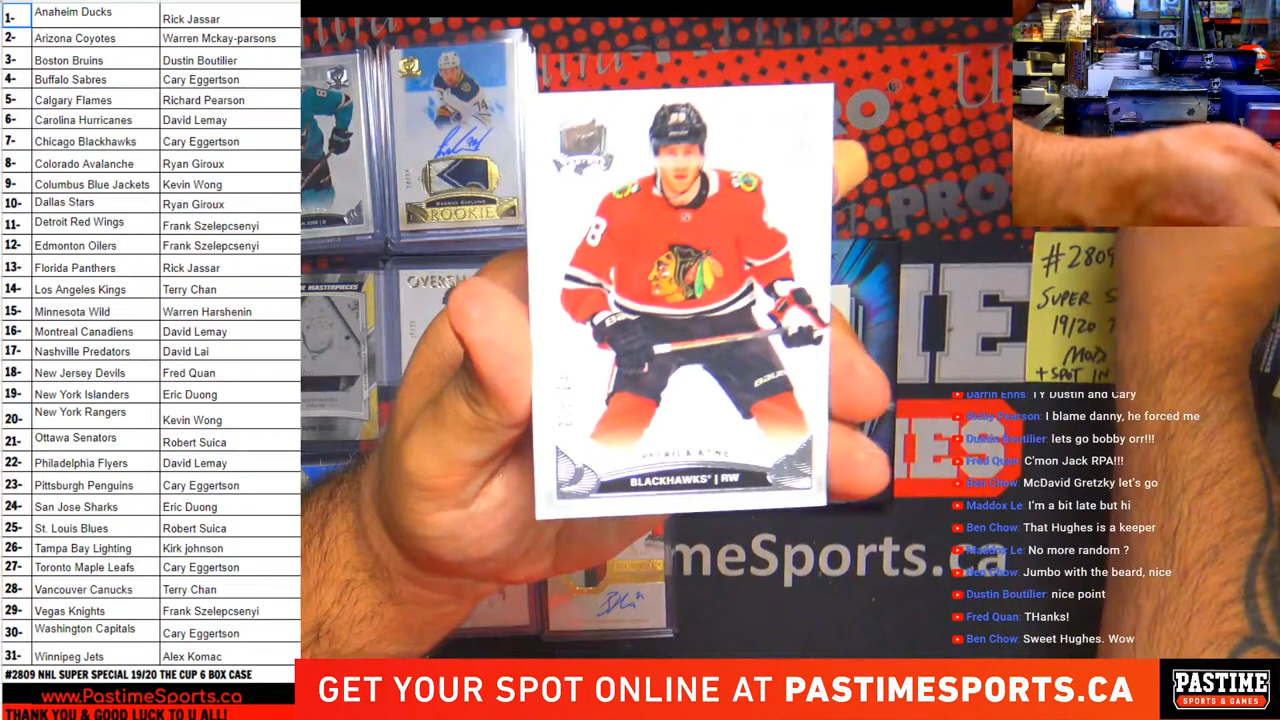 1- Anaheim Ducks Rick Jassar
2- Arizona Coyotes Warren Mckay-parsons
3- Boston Bruins Dustin Boutilier
4- Buffalo Sabres Cary Eggertson
5- Calgary Flames Richard Pearson
6- Carolina Hurricanes David Lemay
7- Chicago Blackhawks Cary Eggertson
8- Colorado Avalanche Ryan Giroux
9- Columbus Blue Jackets Kevin Wong
10- Dallas Stars Ryan Giroux
11- Detroit Red Wings Frank Szelepcsenyi
12- Edmonton Oilers Frank Szelepcsenyi
13- Florida Panthers Rick Jassar
14- Los Angeles Kings Terry Chan
15- Minnesota Wild Warren Harshenin
16- Montreal Canadiens David Lemay
17- Nashville Predators David Lai
18- New Jersey Devils Fred Quan
19- New York Islanders Eric Duong
20- New York Rangers Kevin Wong
21- Ottawa Senators Robert Suica
22- Philadelphia Flyers David Lemay
23- Pittsburgh Penguins Cary Eggertson
24- San Jose Sharks Eric Duong
25- St. Louis Blues Robert Suica
26- Tampa Bay Lighting Kirk johnson
27- Toronto Maple Leafs Cary Eggertson
28- Vancouver Canucks Terry Chan
29- Vegas Knights Frank Szelepcsenyi
30- Washington Capitals Cary Eggertson
31- Winnipeg Jets Alex Komac
#2809 NHL SUPER SPECIAL 19/20 THE CUP 6 BOX CASE
www.PastimeSports.ca
THANK YOU & GOOD LUCK TO U ALL!
74
ROOKIE
BLACKHAWKS | RW
PRO
#2809
SUPER S
19/20
+SPOT IN
meSports.ca
Darrin Enns: TY Dustin and Cary
Ricky Pearson: I blame danny, he forced me
Dustin Boutilier: lets go bobby orr!!!
Fred Quan: C'mon Jack RPA!!!
Ben Chow: McDavid Gretzky let's go
Maddox Le: I'm a bit late but hi
Ben Chow: That Hughes is a keeper
Maddox Le: No more random ?
Ben Chow: Jumbo with the beard, nice
Dustin Boutilier: nice point
Fred Quan: THanks!
Ben Chow: Sweet Hughes. Wow
GET YOUR SPOT ONLINE AT PASTIMESPORTS.CA
PASTIME
SPORTS & GAMES